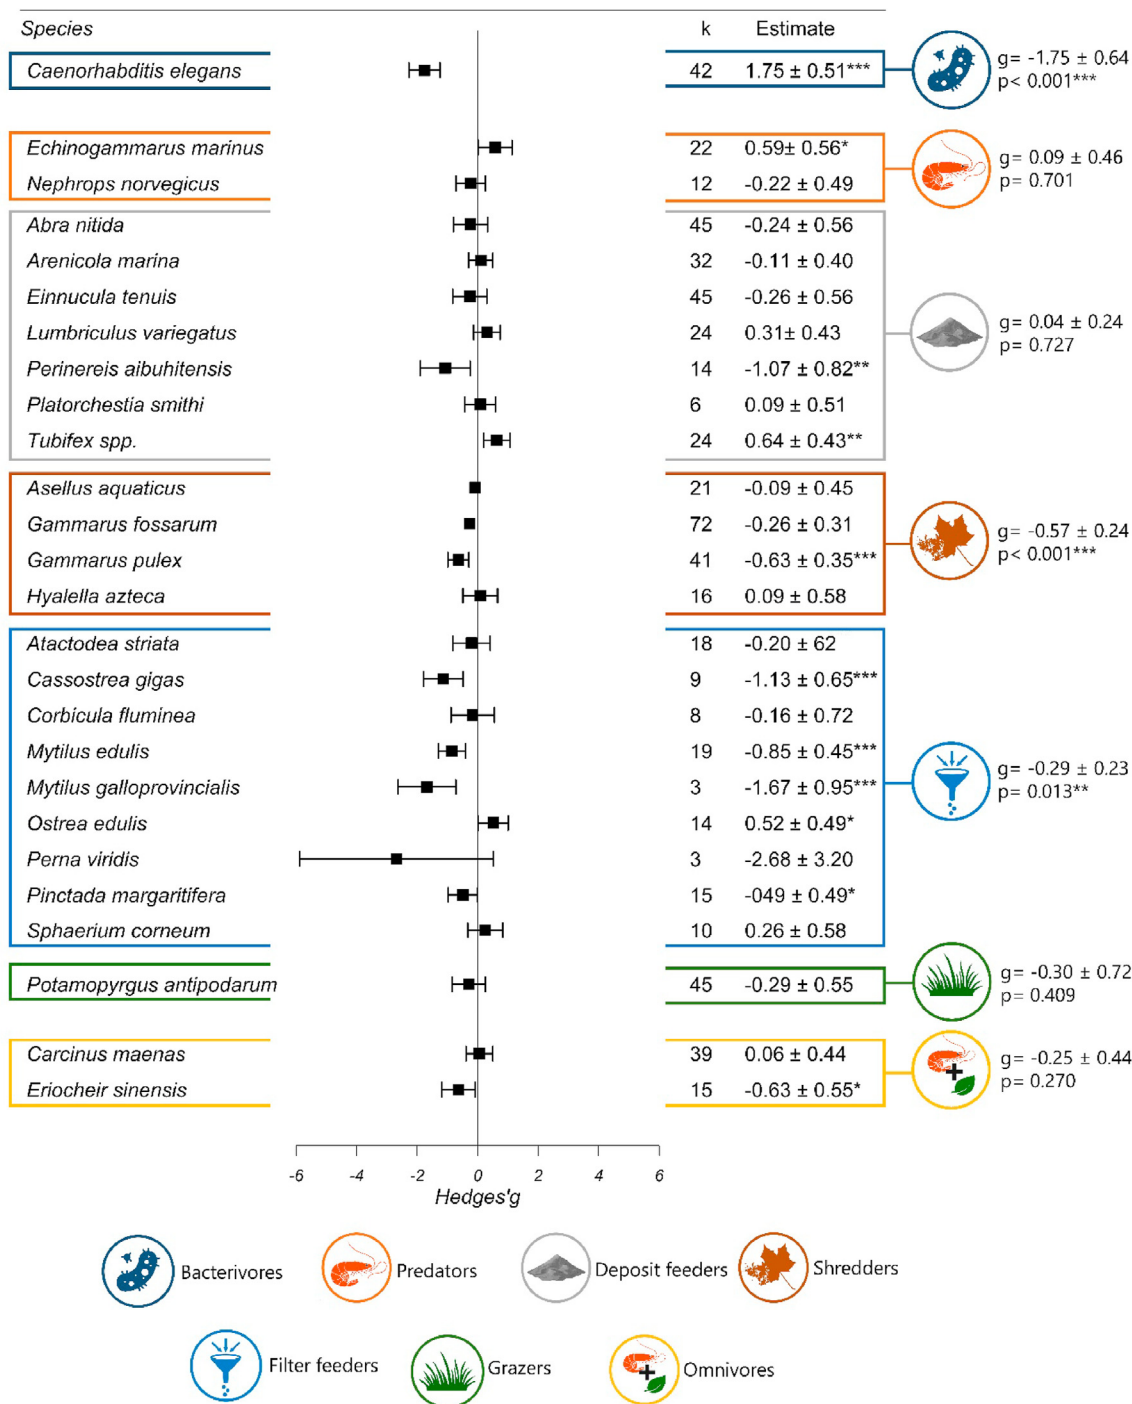 Species k Estimate
Caenorhabditis elegans 42 1.75 ± 0.51***
g= -1.75 ± 0.64
p< 0.001***
Echinogammarus marinus 22 0.59± 0.56*
Nephrops norvegicus 12 -0.22 ± 0.49
g= 0.09 ± 0.46
p= 0.701
Abra nitida 45 -0.24 ± 0.56
Arenicola marina 32 -0.11 ± 0.40
Einnucula tenuis 45 -0.26 ± 0.56
Lumbriculus variegatus 24 0.31± 0.43
Perinereis aibuhitensis 14 -1.07 ± 0.82**
Platorchestia smithi 6 0.09 ± 0.51
Tubifex spp. 24 0.64 ± 0.43**
g= 0.04 ± 0.24
p= 0.727
Asellus aquaticus 21 -0.09 ± 0.45
Gammarus fossarum 72 -0.26 ± 0.31
Gammarus pulex 41 -0.63 ± 0.35***
Hyalella azteca 16 0.09 ± 0.58
g= -0.57 ± 0.24
p< 0.001***
Atactodea striata 18 -0.20 ± 62
Cassostrea gigas 9 -1.13 ± 0.65***
Corbicula fluminea 8 -0.16 ± 0.72
Mytilus edulis 19 -0.85 ± 0.45***
Mytilus galloprovincialis 3 -1.67 ± 0.95***
Ostrea edulis 14 0.52 ± 0.49*
Perna viridis 3 -2.68 ± 3.20
Pinctada margaritifera 15 -049 ± 0.49*
Sphaerium corneum 10 0.26 ± 0.58
g= -0.29 ± 0.23
p= 0.013**
Potamopyrgus antipodarum 45 -0.29 ± 0.55
g= -0.30 ± 0.72
p= 0.409
Carcinus maenas 39 0.06 ± 0.44
Eriocheir sinensis 15 -0.63 ± 0.55*
g= -0.25 ± 0.44
p= 0.270
-6 -4 -2 0 2 4 6
Hedges'g
Bacterivores Predators Deposit feeders Shredders
Filter feeders Grazers Omnivores